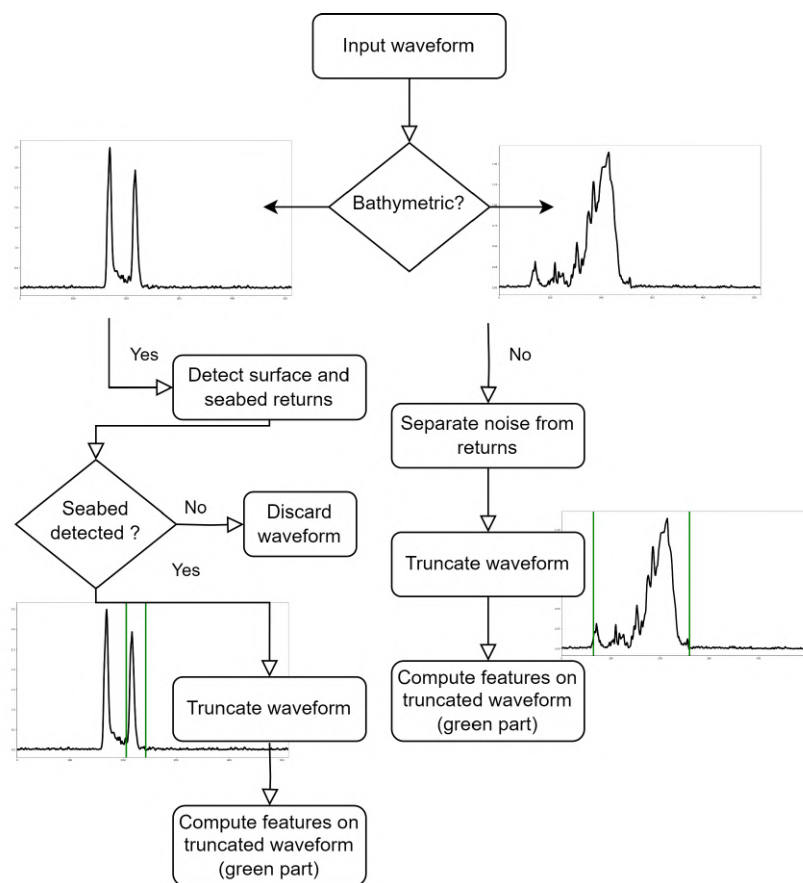 Input waveform
Bathymetric?
Yes
No
Detect surface and
seabed returns
Separate noise from
returns
Seabed
detected ?
No
Discard
waveform
Yes
Truncate waveform
Truncate waveform
Compute features on
truncated waveform
(green part)
Compute features on
truncated waveform
(green part)